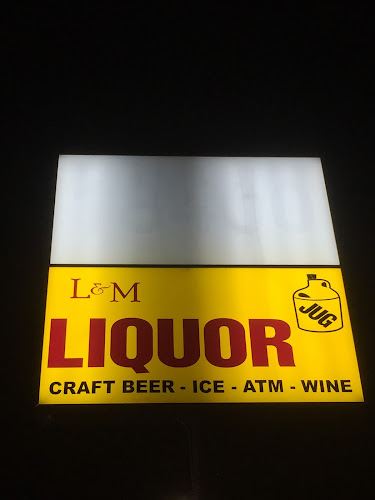 L&M
LIQUOR
JUG
CRAFT BEER - ICE - ATM - WINE